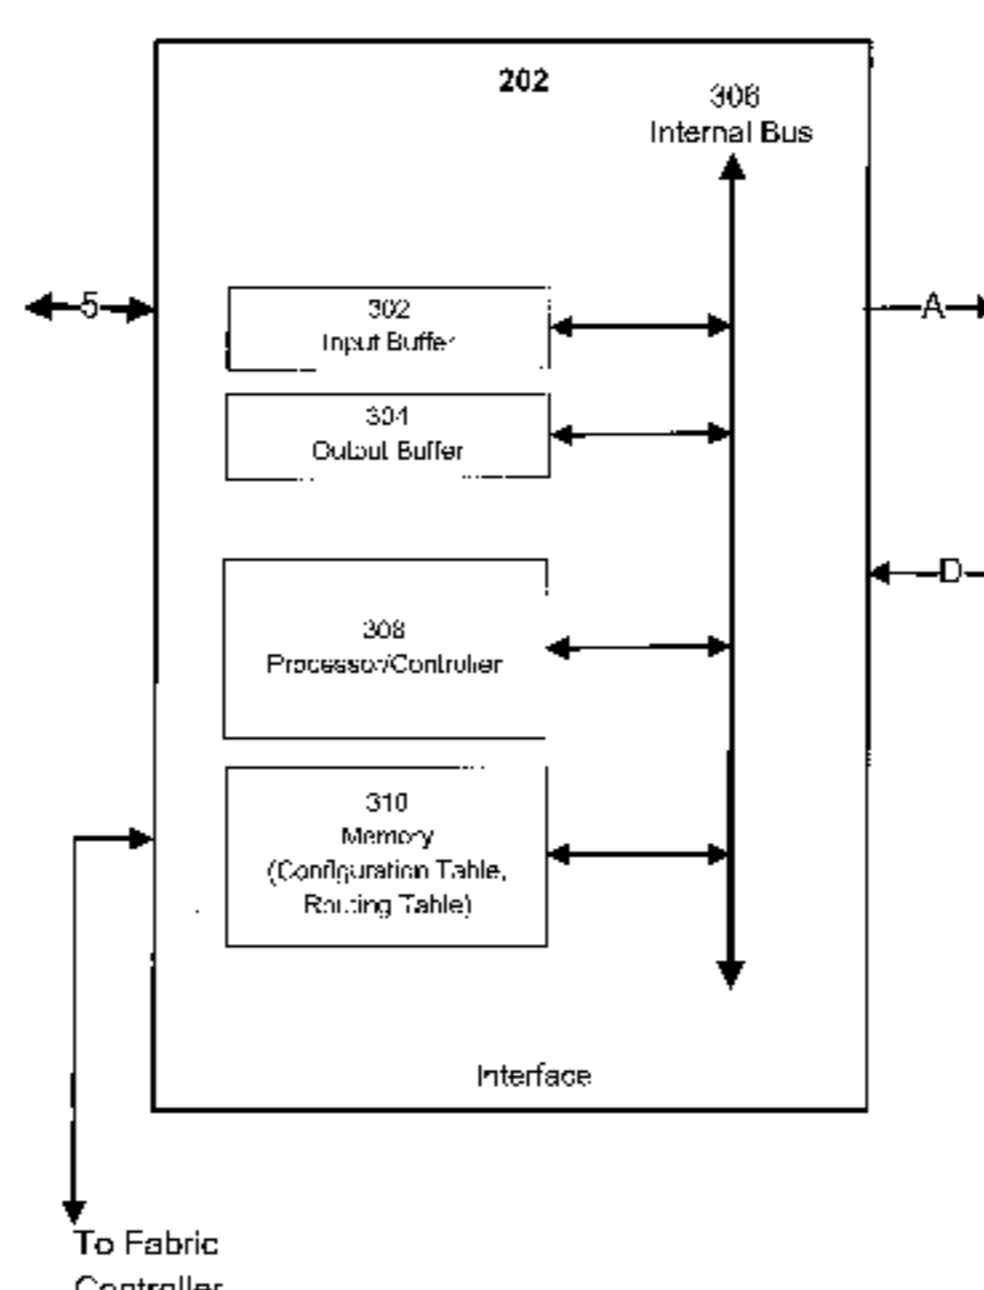 202
306
Internal Bus
5
302
Input Buffer
A
304
Output Buffer
D
308
Processor/Controller
310
Memory
(Configuration Table,
Routing Table)
Interface
To Fabric
Controller